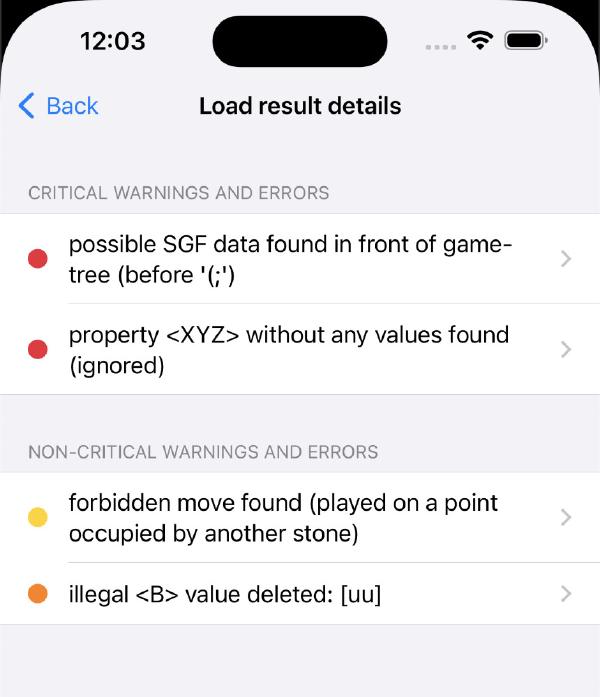 12:03
Back
Load result details
CRITICAL WARNINGS AND ERRORS
possible SGF data found in front of game-
tree (before '(;')
property <XYZ> without any values found
(ignored)
NON-CRITICAL WARNINGS AND ERRORS
forbidden move found (played on a point
occupied by another stone)
illegal <B> value deleted: [uu]